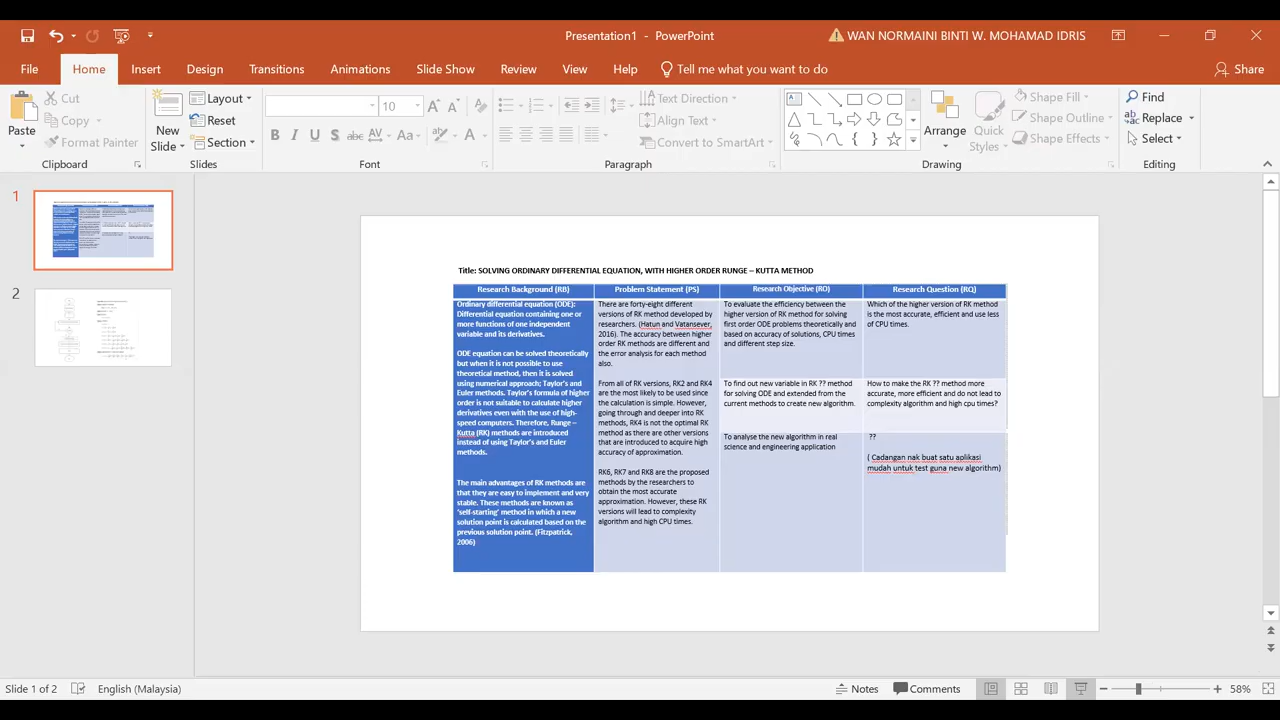 Presentation1 - PowerPoint
WAN NORMAINI BINTI W. MOHAMAD IDRIS
File Home Insert Design Transitions Animations Slide Show Review View Help Tell me what you want to do Share
Paste
Cut
Copy
Format Painter
Clipboard
New
Slide
Layout
Reset
Section
Slides
10
Font
Text Direction
Align Text
Convert to SmartArt
Paragraph
Arrange
Quick
Styles
Shape Fill
Shape Outline
Shape Effects
Drawing
Find
Replace
Select
Editing
1
2
Title: SOLVING ORDINARY DIFFERENTIAL EQUATION, WITH HIGHER ORDER RUNGE – KUTTA METHOD
Research Background (RB)
Ordinary differential equation (ODE):
Differential equation containing one or
more functions of one independent
variable and its derivatives.
ODE equation can be solved theoretically
but when it is not possible to use
theoretical method, then it is solved
using numerical approach; Taylor's and
Euler methods. Taylor's formula of higher
order is not suitable to calculate higher
derivatives even with the use of high-
speed computers. Therefore, Runge –
Kutta (RK) methods are introduced
instead of using Taylor's and Euler
methods.
The main advantages of RK methods are
that they are easy to implement and very
stable. These methods are known as
'self-starting' method in which a new
solution point is calculated based on the
previous solution point. (Fitzpatrick,
2006)
Problem Statement (PS)
There are forty-eight different
versions of RK method developed by
researchers. (Hatun and Vatansever,
2016). The accuracy between higher
order RK methods are different and
the error analysis for each method
also.
From all of RK versions, RK2 and RK4
are the most likely to be used since
the calculation is simple. However,
going through and deeper into RK
methods, RK4 is not the optimal RK
method as there are other versions
that are introduced to acquire high
accuracy of approximation.
RK6, RK7 and RK8 are the proposed
methods by the researchers to
obtain the most accurate
approximation. However, these RK
versions will lead to complexity
algorithm and high CPU times.
Research Objective (RO)
To evaluate the efficiency between the
higher version of RK method for solving
first order ODE problems theoretically and
based on accuracy of solutions, CPU times
and different step size.
To find out new variable in RK ?? method
for solving ODE and extended from the
current methods to create new algorithm.
To analyse the new algorithm in real
science and engineering application
Research Question (RQ)
Which of the higher version of RK method
is the most accurate, efficient and use less
of CPU times.
How to make the RK ?? method more
accurate, more efficient and do not lead to
complexity algorithm and high cpu times?
??
( Cadangan nak buat satu aplikasi
mudah untuk test guna new algorithm)
Slide 1 of 2 English (Malaysia) Notes Comments 58%